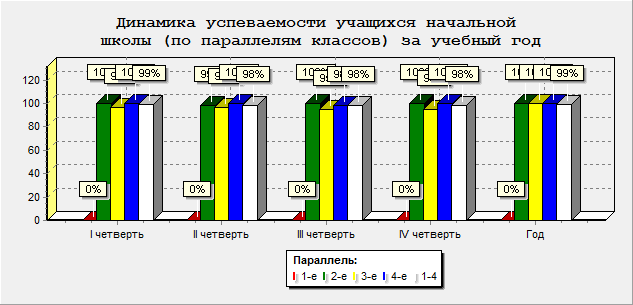 Динамика успеваемости учащихся начальной
школы (по параллелям классов) за учебный год
120
100
80
60
40
20
0
0% 99%
0% 98%
0% 98%
0% 98%
0% 99%
I четверть II четверть III четверть IV четверть Год
Параллель:
1-е 2-е 3-е 4-е 1-4